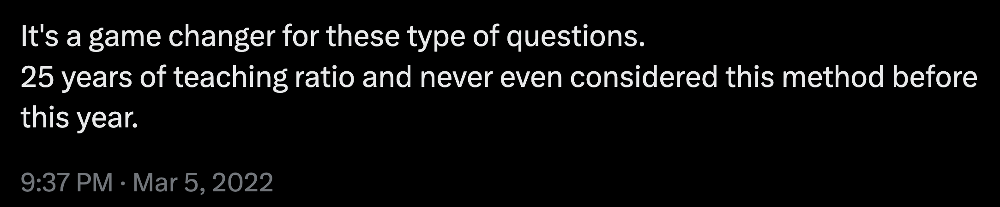 It's a game changer for these type of questions.
25 years of teaching ratio and never even considered this method before
this year.
9:37 PM · Mar 5, 2022